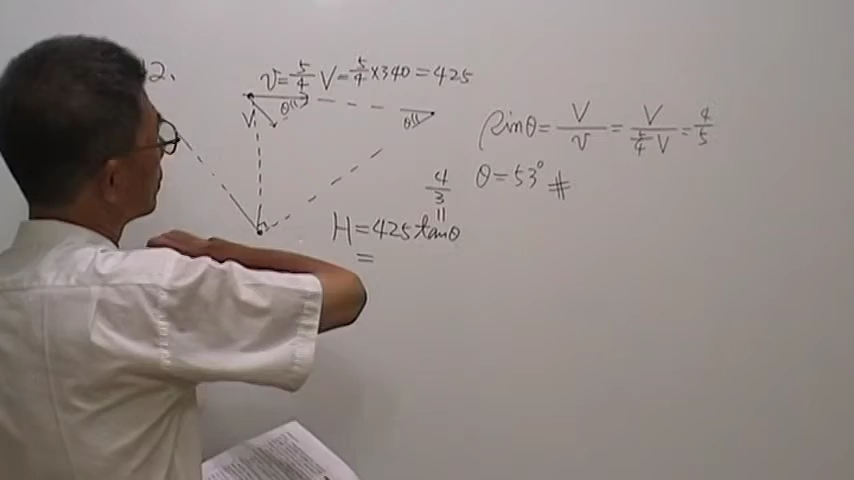 2.
v = 5/4 V = 5/4 × 340 = 425
θ
V
θ
sinθ = V/v = V/(5/4 V) = 4/5
θ = 53° #
4/3
=
H = 425 tanθ
=